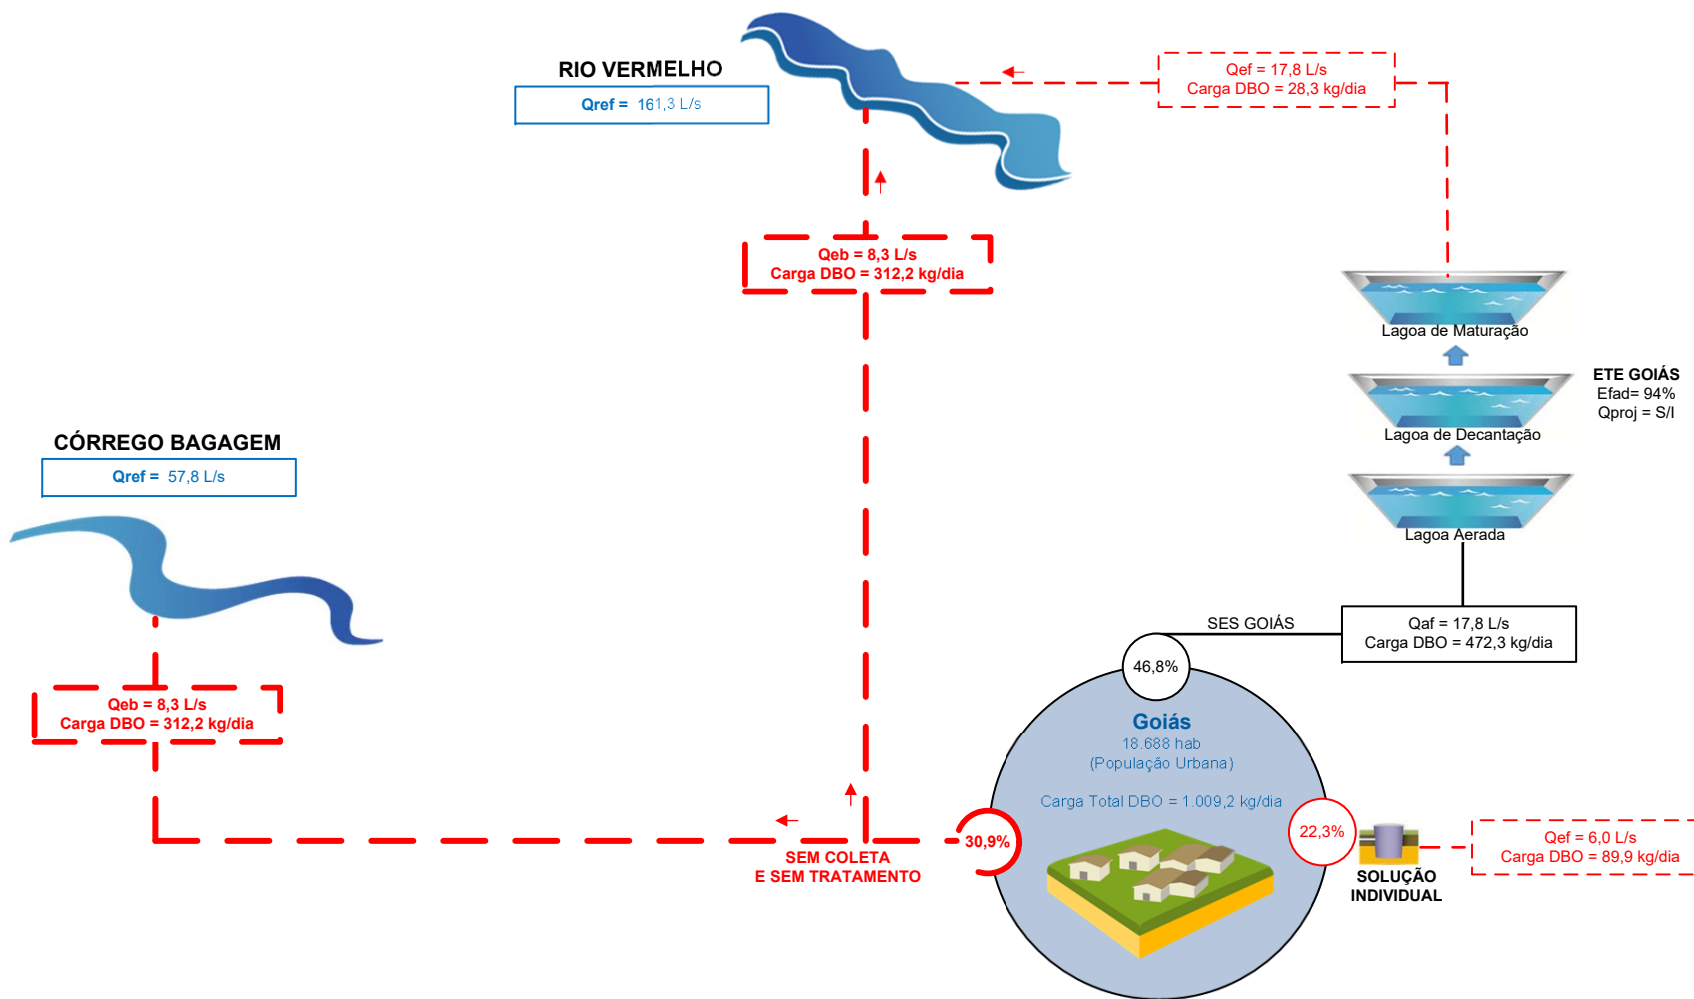 RIO VERMELHO
Qref = 161,3 L/s
Qef = 17,8 L/s
Carga DBO = 28,3 kg/dia
Qeb = 8,3 L/s
Carga DBO = 312,2 kg/dia
Lagoa de Maturação
ETE GOIÁS
Efad= 94%
Qproj = S/I
Lagoa de Decantação
Lagoa Aerada
CÓRREGO BAGAGEM
Qref = 57,8 L/s
Qeb = 8,3 L/s
Carga DBO = 312,2 kg/dia
SES GOIÁS
Qaf = 17,8 L/s
Carga DBO = 472,3 kg/dia
46,8%
Goiás
18.688 hab
(População Urbana)
Carga Total DBO = 1.009,2 kg/dia
30,9%
22,3%
SEM COLETA
E SEM TRATAMENTO
SOLUÇÃO
INDIVIDUAL
Qef = 6,0 L/s
Carga DBO = 89,9 kg/dia